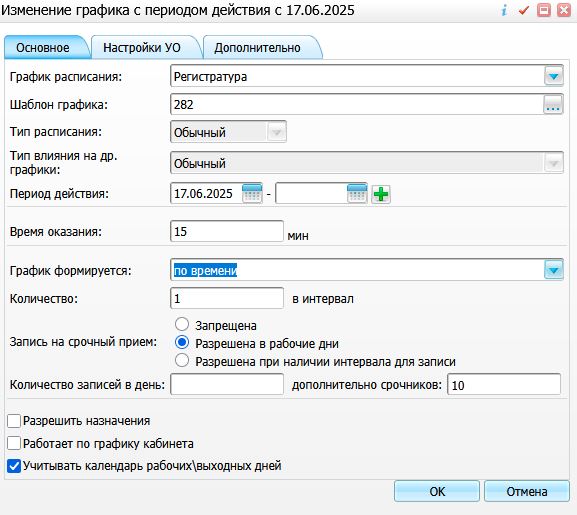 Изменение графика с периодом действия с 17.06.2025
Основное Настройки УО Дополнительно
График расписания: Регистратура
Шаблон графика: 282 ...
Тип расписания: Обычный
Тип влияния на др.
графики: Обычный
Период действия: 17.06.2025 -
Время оказания: 15 мин
График формируется: по времени
Количество: 1 в интервал
Запрещена
Запись на срочный прием: Разрешена в рабочие дни
Разрешена при наличии интервала для записи
Количество записей в день: дополнительно срочников: 10
Разрешить назначения
Работает по графику кабинета
Учитывать календарь рабочих\выходных дней
OK Отмена